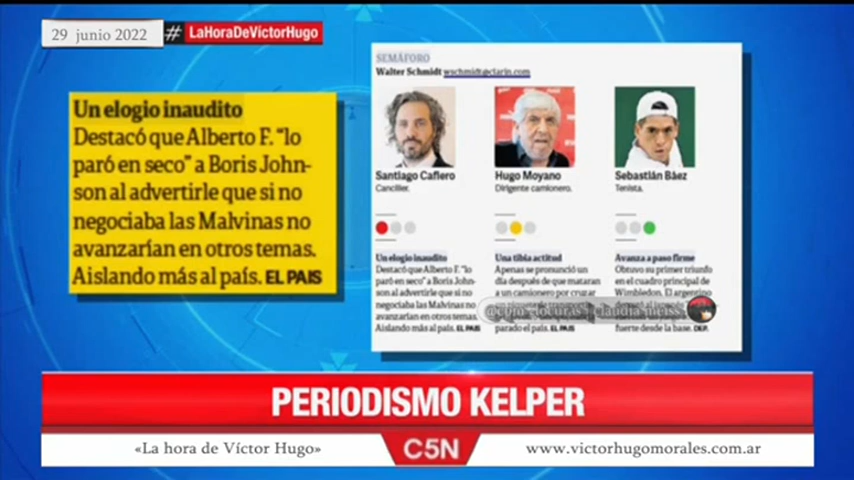 29 junio 2022
#LaHoraDeVíctorHugo
Un elogio inaudito
Destacó que Alberto F. “lo
paró en seco” a Boris John-
son al advertirle que si no
negociaba las Malvinas no
avanzarían en otros temas.
Aislando más al país. EL PAIS
SEMÁFORO
Walter Schmidt wschmidt@clarin.com
Santiago Cafiero
Canciller.
Un elogio inaudito
Destacó que Alberto F. “lo
paró en seco” a Boris John-
son al advertirle que si no
negociaba las Malvinas no
avanzarían en otros temas.
Aislando más al país. EL PAIS
Hugo Moyano
Dirigente camionero.
Una tibia actitud
Apenas se pronunció un
día después de que mataran
a un camionero por cruzar
parado el país. EL PAIS
Sebastián Báez
Tenista.
Avanza a paso firme
Obtuvo su primer triunfo
en el cuadro principal de
Wimbledon. El argentino
fuerte desde la base. DEP.
claudia meiss
PERIODISMO KELPER
«La hora de Víctor Hugo»
C5N
www.victorhugomorales.com.ar